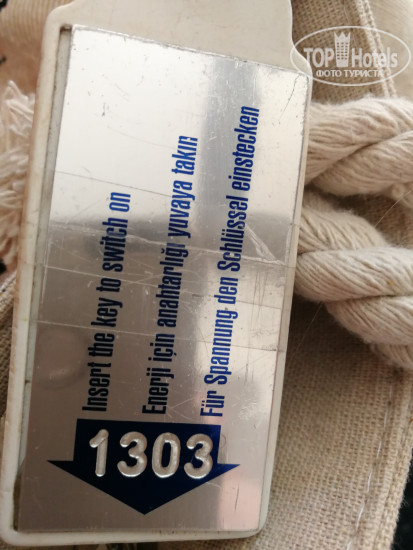 Insert the key to switch on
Enerji için anahtarlığı yuvaya takın
Für Spannung den Schlüssel einstecken
1303
TOP Hotels
ФОТО ТУРИСТА